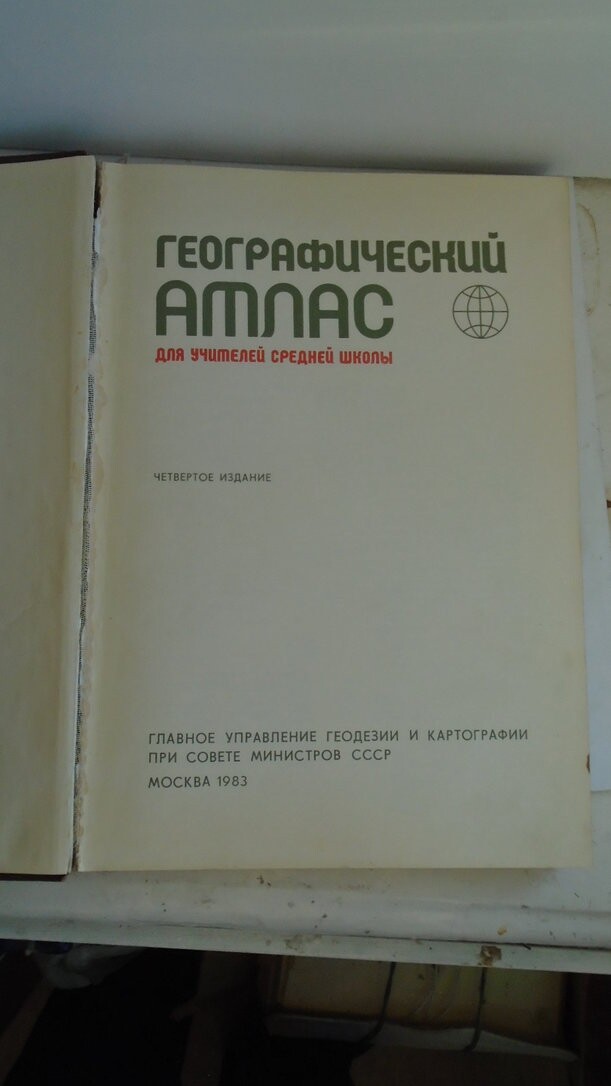 ГЕОГРАФИЧЕСКИЙ
АТЛАС
ДЛЯ УЧИТЕЛЕЙ СРЕДНЕЙ ШКОЛЫ
ЧЕТВЕРТОЕ ИЗДАНИЕ
ГЛАВНОЕ УПРАВЛЕНИЕ ГЕОДЕЗИИ И КАРТОГРАФИИ
ПРИ СОВЕТЕ МИНИСТРОВ СССР
МОСКВА 1983